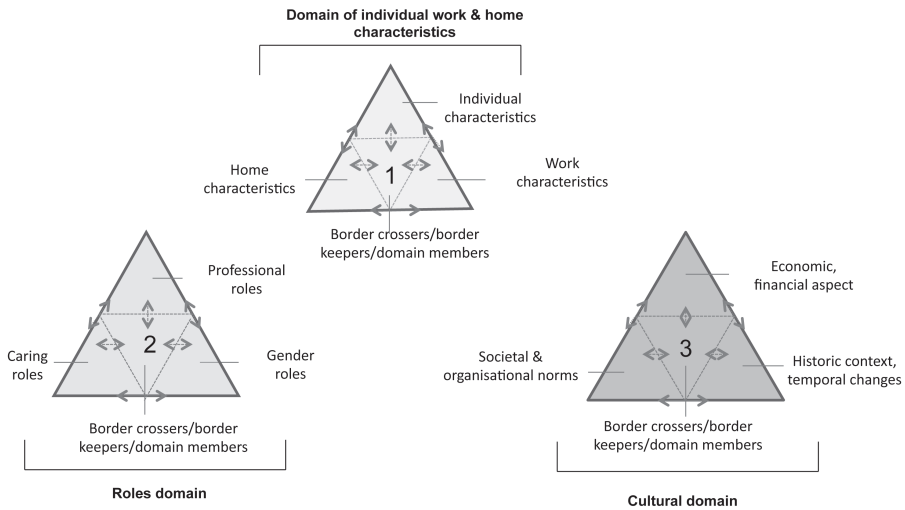 Domain of individual work & home
characteristics
Individual
characteristics
Home
characteristics
Work
characteristics
1
Border crossers/border
keepers/domain members
Professional
roles
Caring
roles
Gender
roles
2
Border crossers/border
keepers/domain members
Roles domain
Economic,
financial aspect
Societal &
organisational norms
Historic context,
temporal changes
3
Border crossers/border
keepers/domain members
Cultural domain